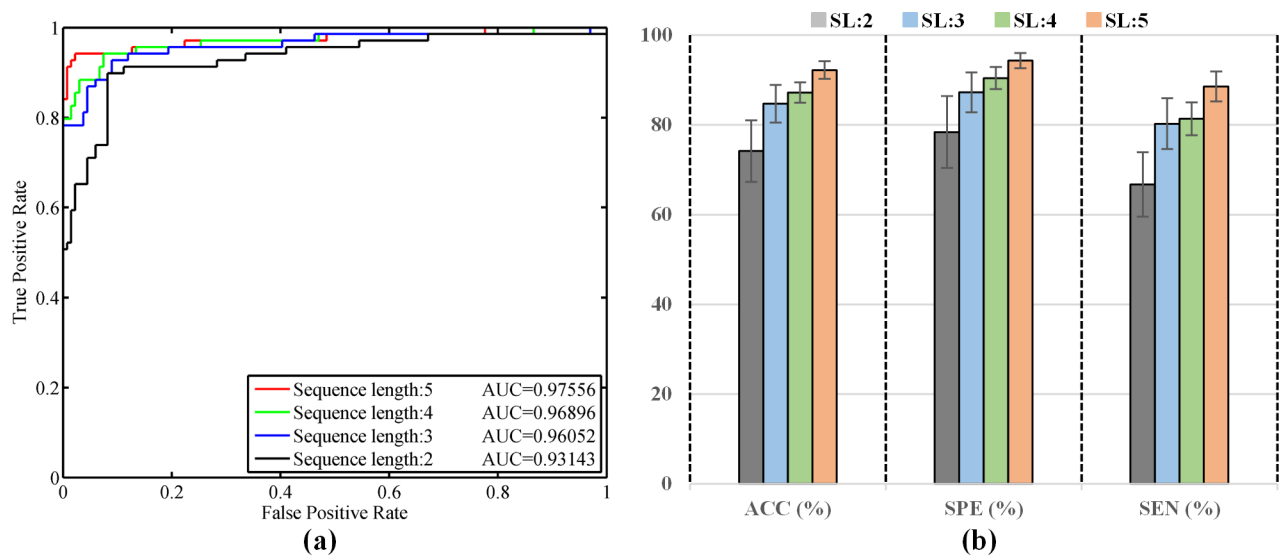 1
0.8
0.6
0.4
0.2
0
True Positive Rate
Sequence length:5 AUC=0.97556
Sequence length:4 AUC=0.96896
Sequence length:3 AUC=0.96052
Sequence length:2 AUC=0.93143
0 0.2 0.4 0.6 0.8 1
False Positive Rate
(a)
SL:2 SL:3 SL:4 SL:5
100
80
60
40
20
0
ACC (%) SPE (%) SEN (%)
(b)